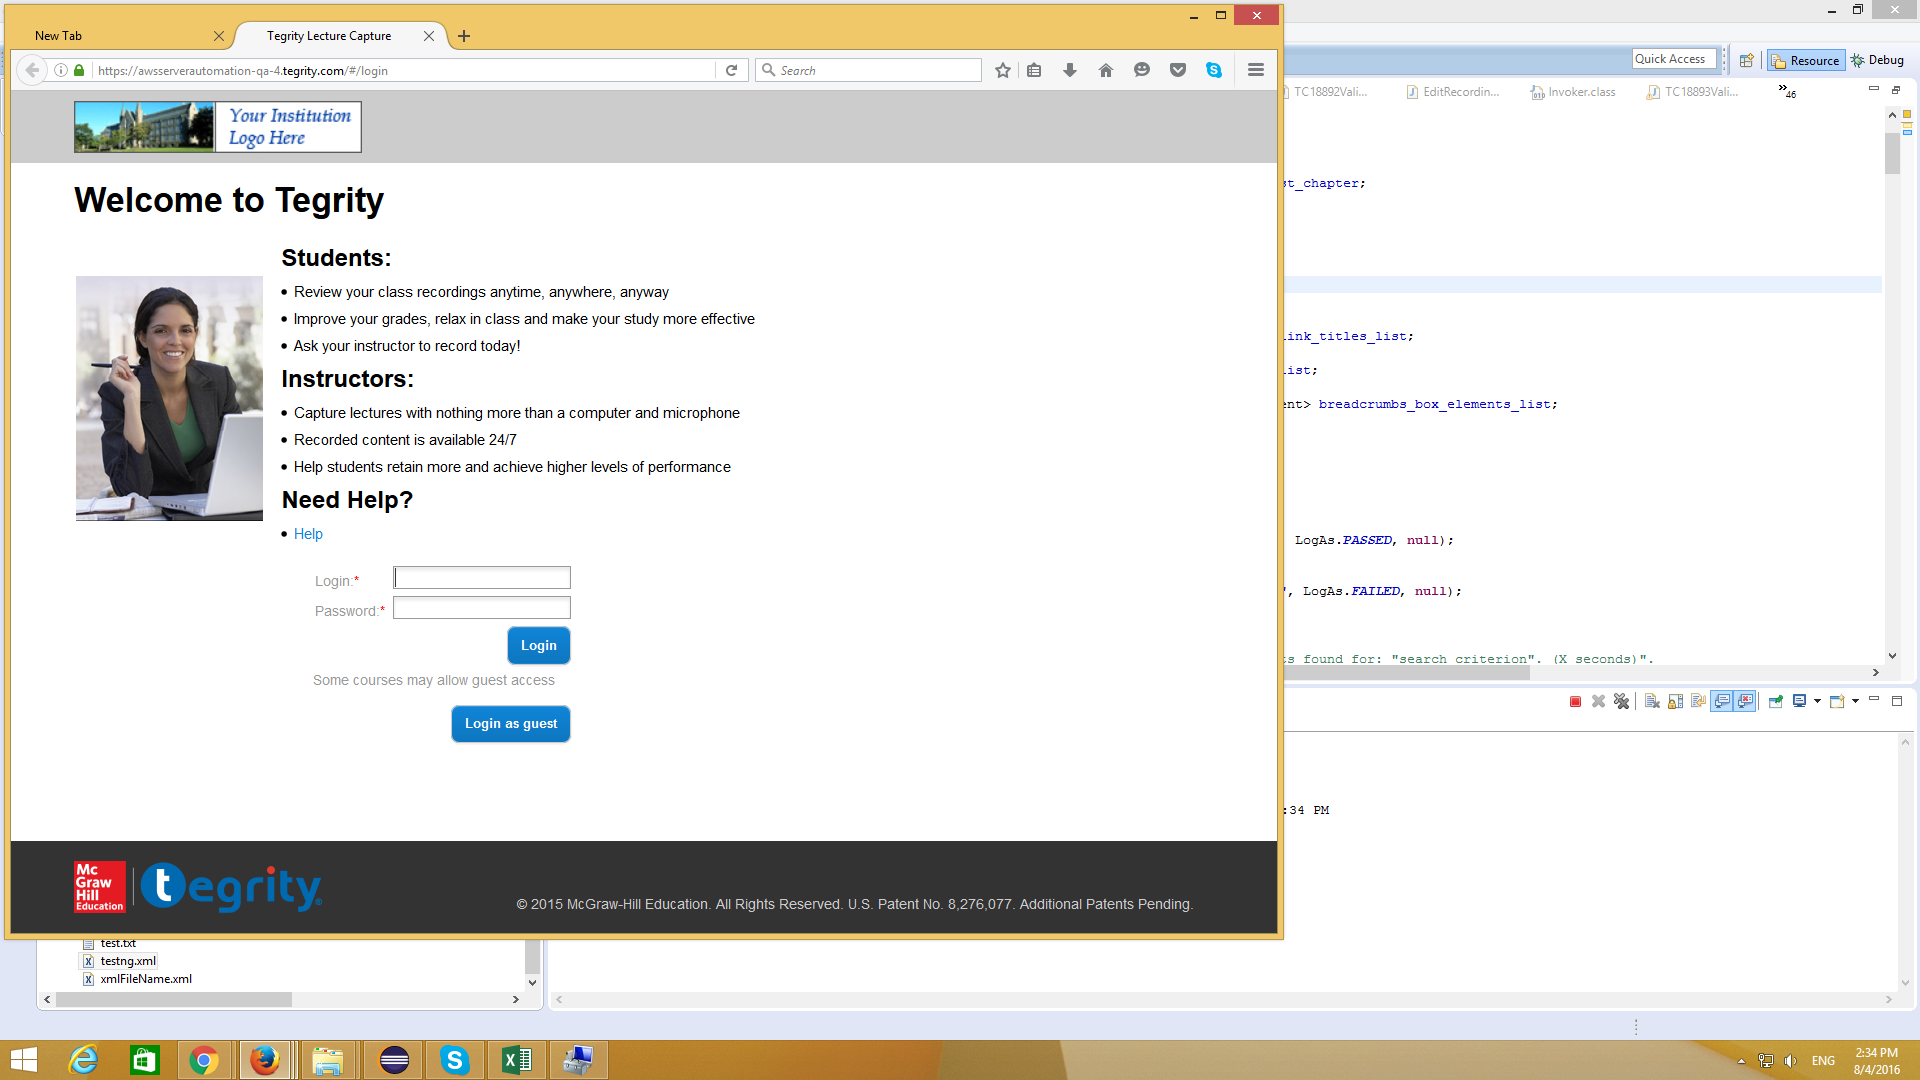 New Tab
Tegrity Lecture Capture
https://awsserverautomation-qa-4.tegrity.com/#/login
Search
Your Institution
Logo Here
Welcome to Tegrity
Students:
Review your class recordings anytime, anywhere, anyway
Improve your grades, relax in class and make your study more effective
Ask your instructor to record today!
Instructors:
Capture lectures with nothing more than a computer and microphone
Recorded content is available 24/7
Help students retain more and achieve higher levels of performance
Need Help?
Help
Login:*
Password:*
Login
Some courses may allow guest access
Login as guest
Mc
Graw
Hill
Education
tegrity
© 2015 McGraw-Hill Education. All Rights Reserved. U.S. Patent No. 8,276,077. Additional Patents Pending.
Quick Access
Resource
Debug
TC18892Vali...
EditRecordin...
Invoker.class
TC18893Vali...
46
st_chapter;
ink_titles_list;
ist;
ent> breadcrumbs_box_elements_list;
LogAs.PASSED, null);
", LogAs.FAILED, null);
ts found for: "search criterion". (X seconds)".
:34 PM
test.txt
testng.xml
xmlFileName.xml
ENG
2:34 PM
8/4/2016